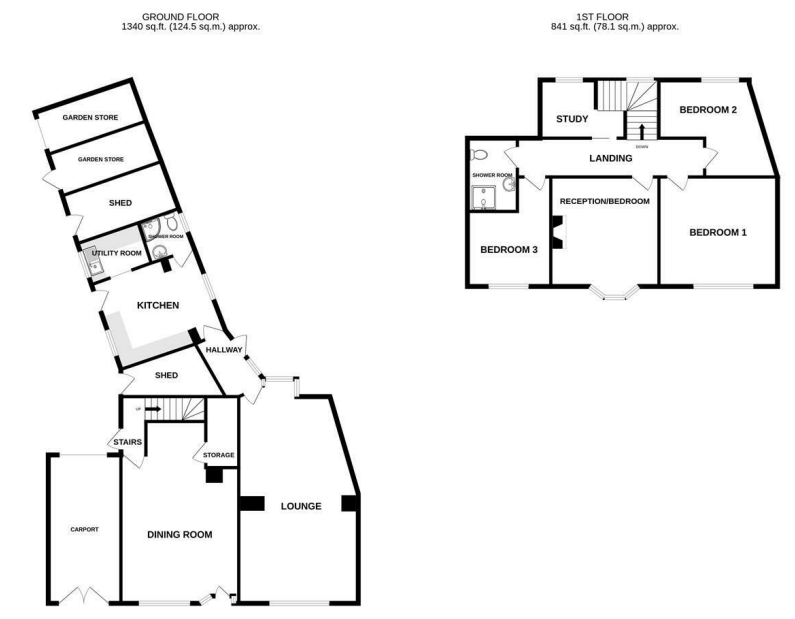 GROUND FLOOR
1340 sq.ft. (124.5 sq.m.) approx.
1ST FLOOR
841 sq.ft. (78.1 sq.m.) approx.
GARDEN STORE
GARDEN STORE
SHED
SHOWER ROOM
UTILITY ROOM
KITCHEN
HALLWAY
SHED
UP
STAIRS
STORAGE
LOUNGE
CARPORT
DINING ROOM
STUDY
BEDROOM 2
DOWN
LANDING
SHOWER ROOM
RECEPTION/BEDROOM
BEDROOM 1
BEDROOM 3